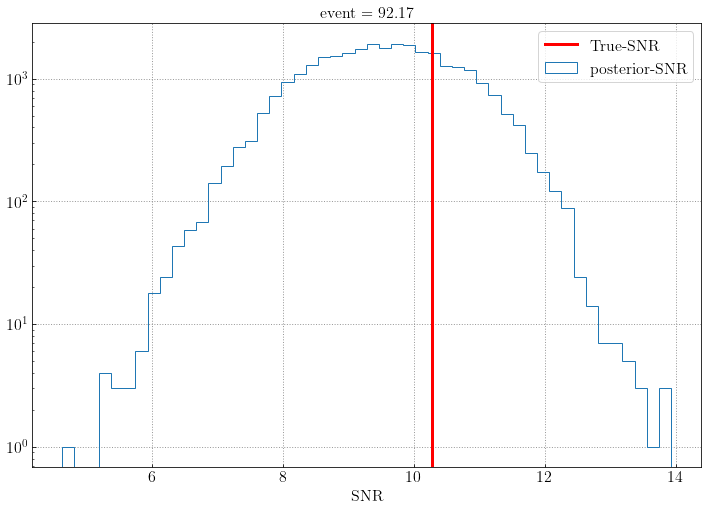 event = 92.17
True-SNR
posterior-SNR
10³
10²
10¹
10⁰
6 8 10 12 14
SNR